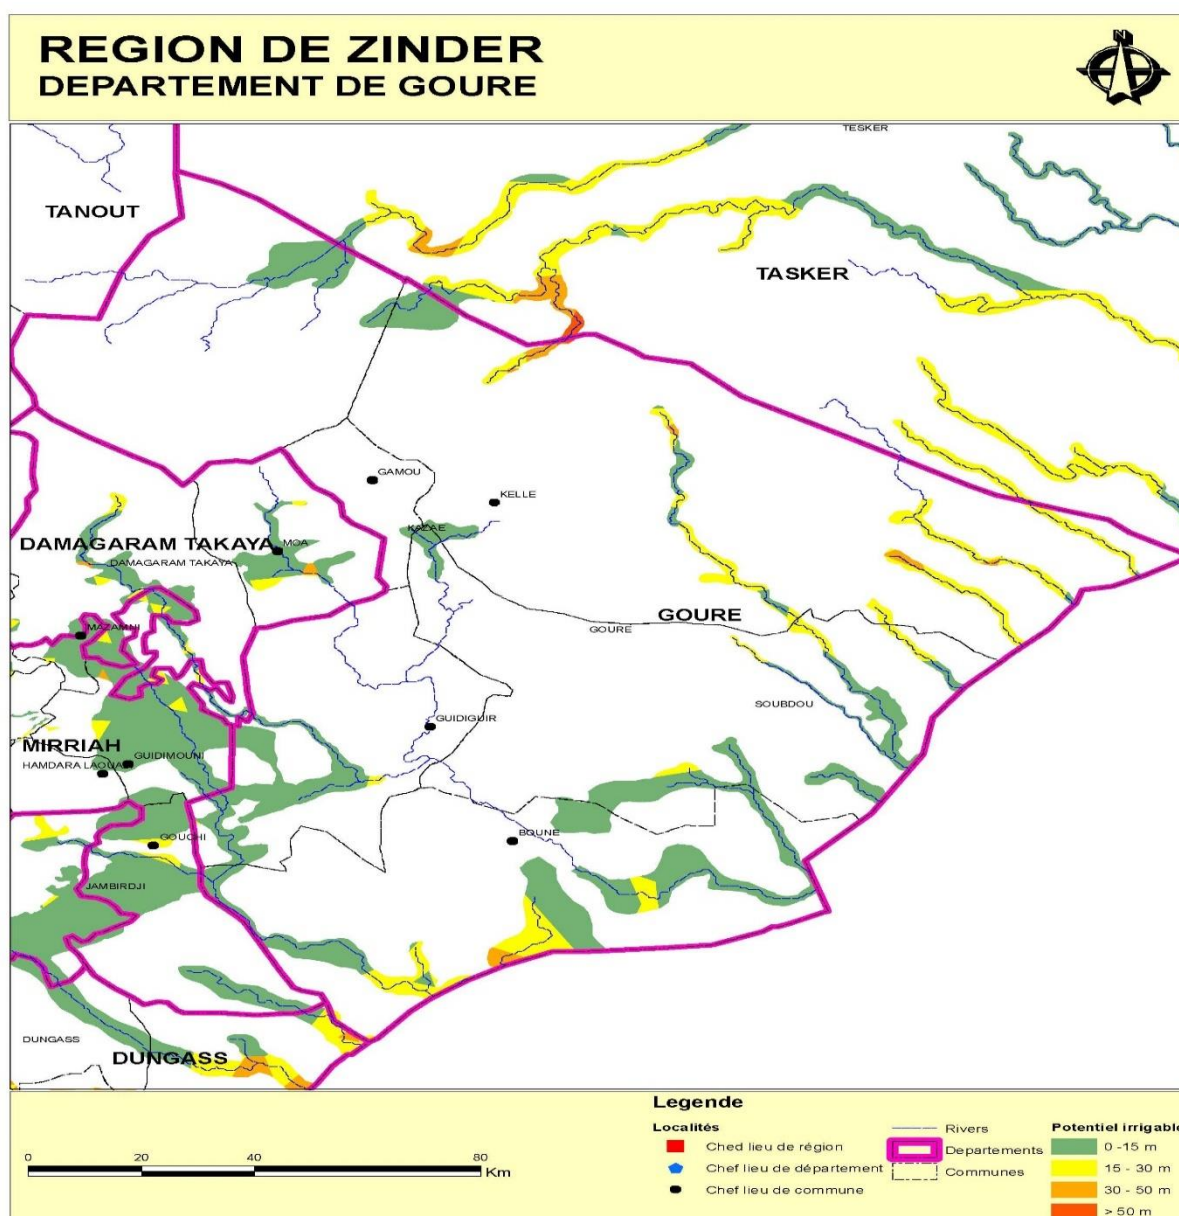 REGION DE ZINDER
DEPARTEMENT DE GOURE
N
TESKER
TANOUT
TASKER
GAMOU
KELLE
KAZAE
DAMAGARAM TAKAYA
MOA
DAMAGARAM TAKAYA
GOURE
GOURE
MAZAMNI
SOUBDOU
GUIDIGUIR
MIRRIAH
GUIDIMOUNI
HAMDARA LAOUA
BOUNE
GOUCHI
JAMBIRDJI
DUNGASS
DUNGASS
Legende
Localités
Ched lieu de région
Chef lieu de département
Chef lieu de commune
Rivers
Departements
Communes
Potentiel irrigable
0 -15 m
15 - 30 m
30 - 50 m
> 50 m
0 20 40 80
Km